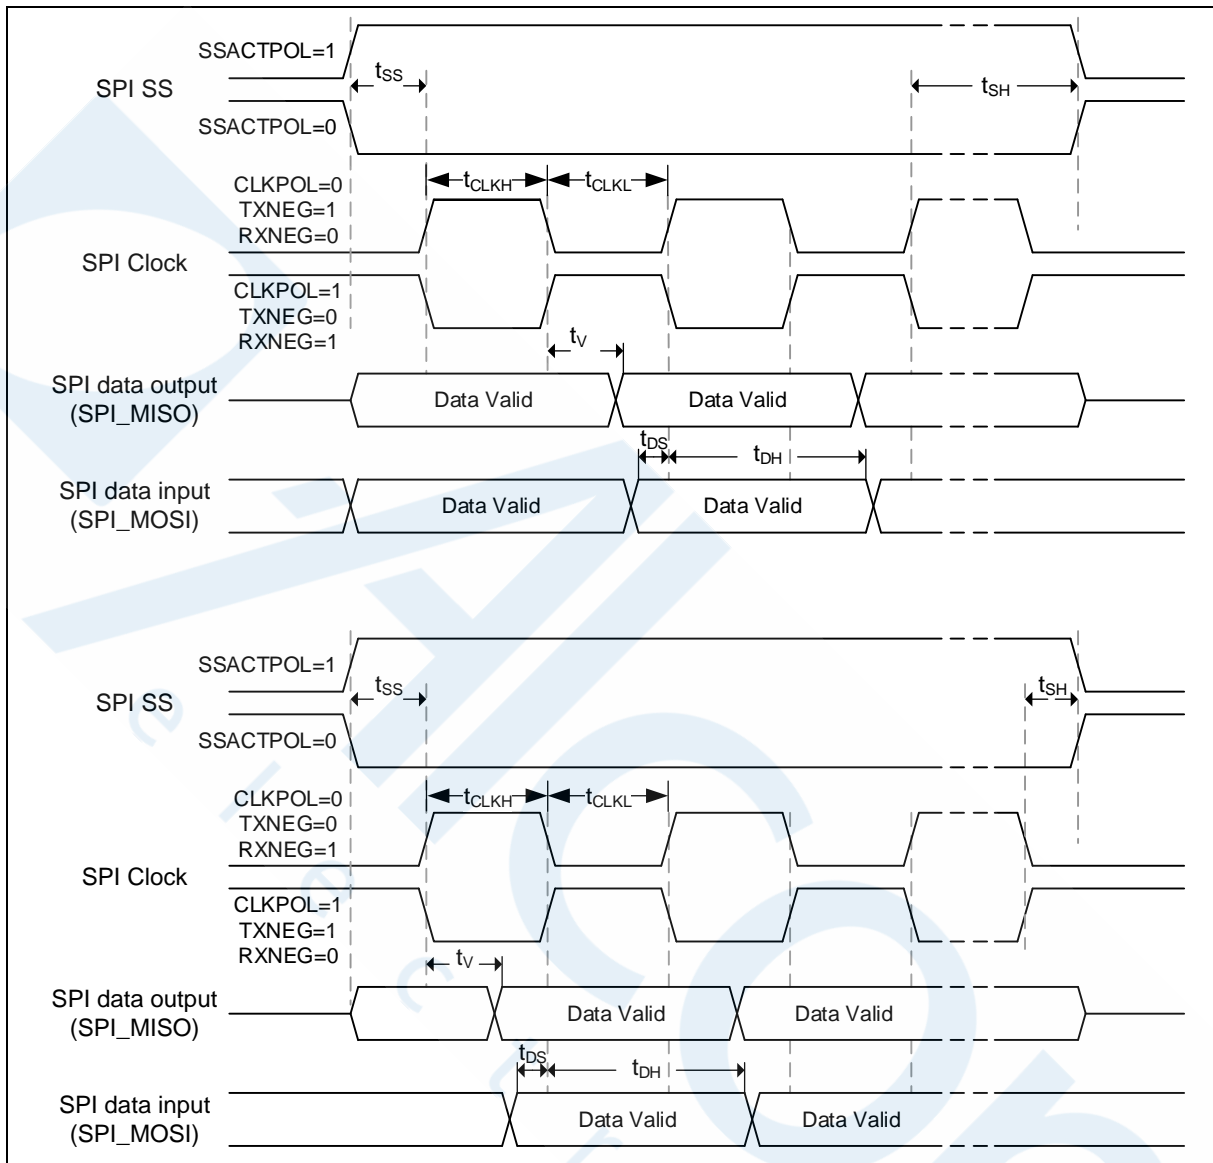 SSACTPOL=1
SPI SS
tSS
tSH
SSACTPOL=0
CLKPOL=0
TXNEG=1
RXNEG=0
tCLKH
tCLKL
SPI Clock
CLKPOL=1
TXNEG=0
RXNEG=1
tV
SPI data output
(SPI_MISO)
Data Valid
Data Valid
tDS
tDH
SPI data input
(SPI_MOSI)
Data Valid
Data Valid
SSACTPOL=1
SPI SS
tSS
tSH
SSACTPOL=0
CLKPOL=0
TXNEG=0
RXNEG=1
tCLKH
tCLKL
SPI Clock
CLKPOL=1
TXNEG=1
RXNEG=0
tV
SPI data output
(SPI_MISO)
Data Valid
Data Valid
tDS
tDH
SPI data input
(SPI_MOSI)
Data Valid
Data Valid